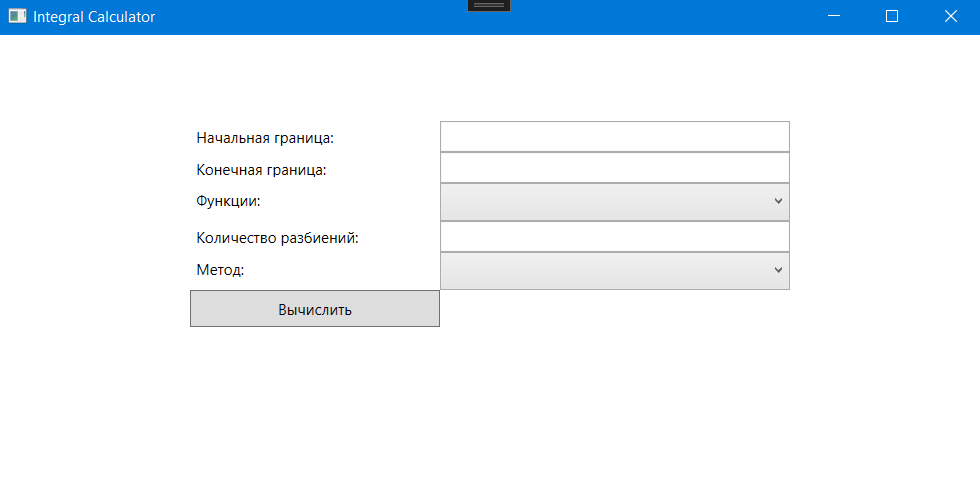 Integral Calculator
Начальная граница:
Конечная граница:
Функции:
Количество разбиений:
Метод:
Вычислить